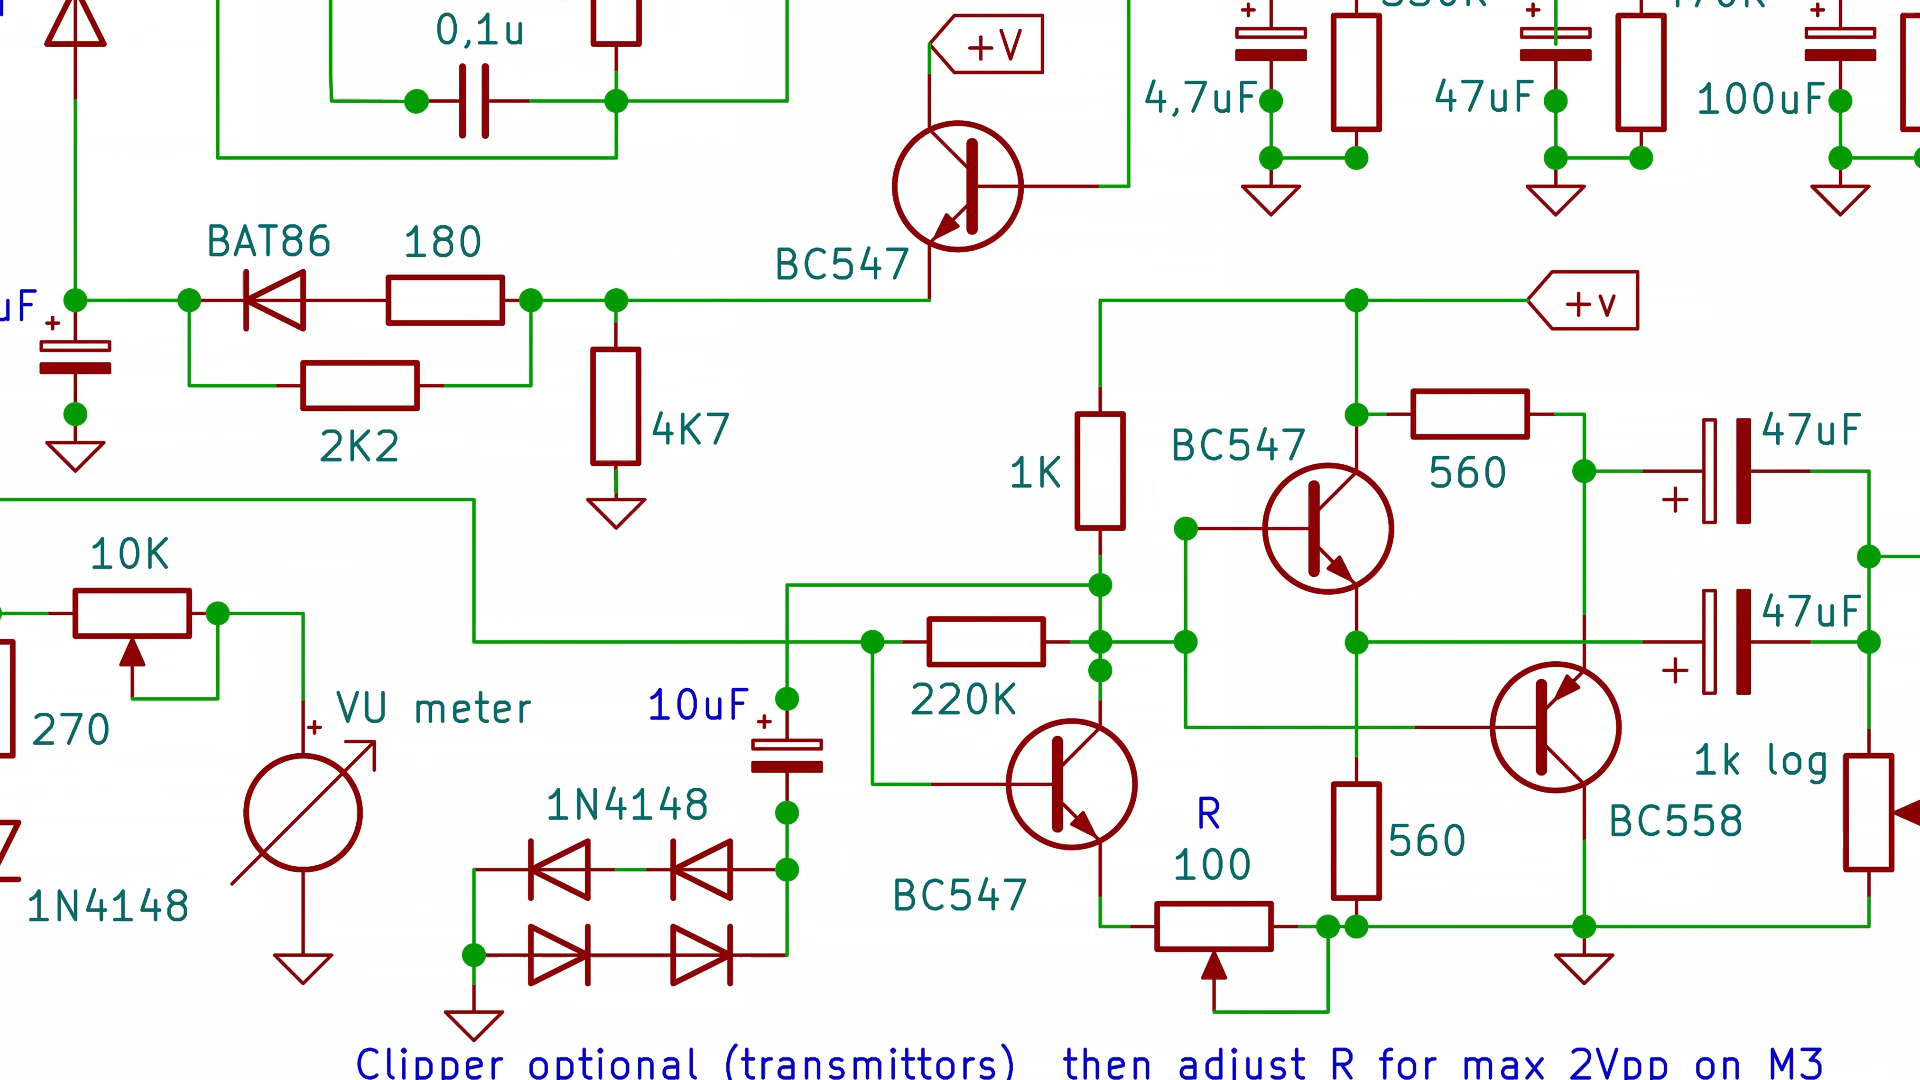 0,1u
+V
4,7uF
47uF
100uF
BAT86
180
BC547
uF
+v
2K2
4K7
1K
BC547
560
47uF
10K
47uF
270
VU meter
10uF
220K
1k log
1N4148
R
100
560
BC558
BC547
1N4148
Clipper optional (transmittors) then adjust R for max 2Vpp on M3